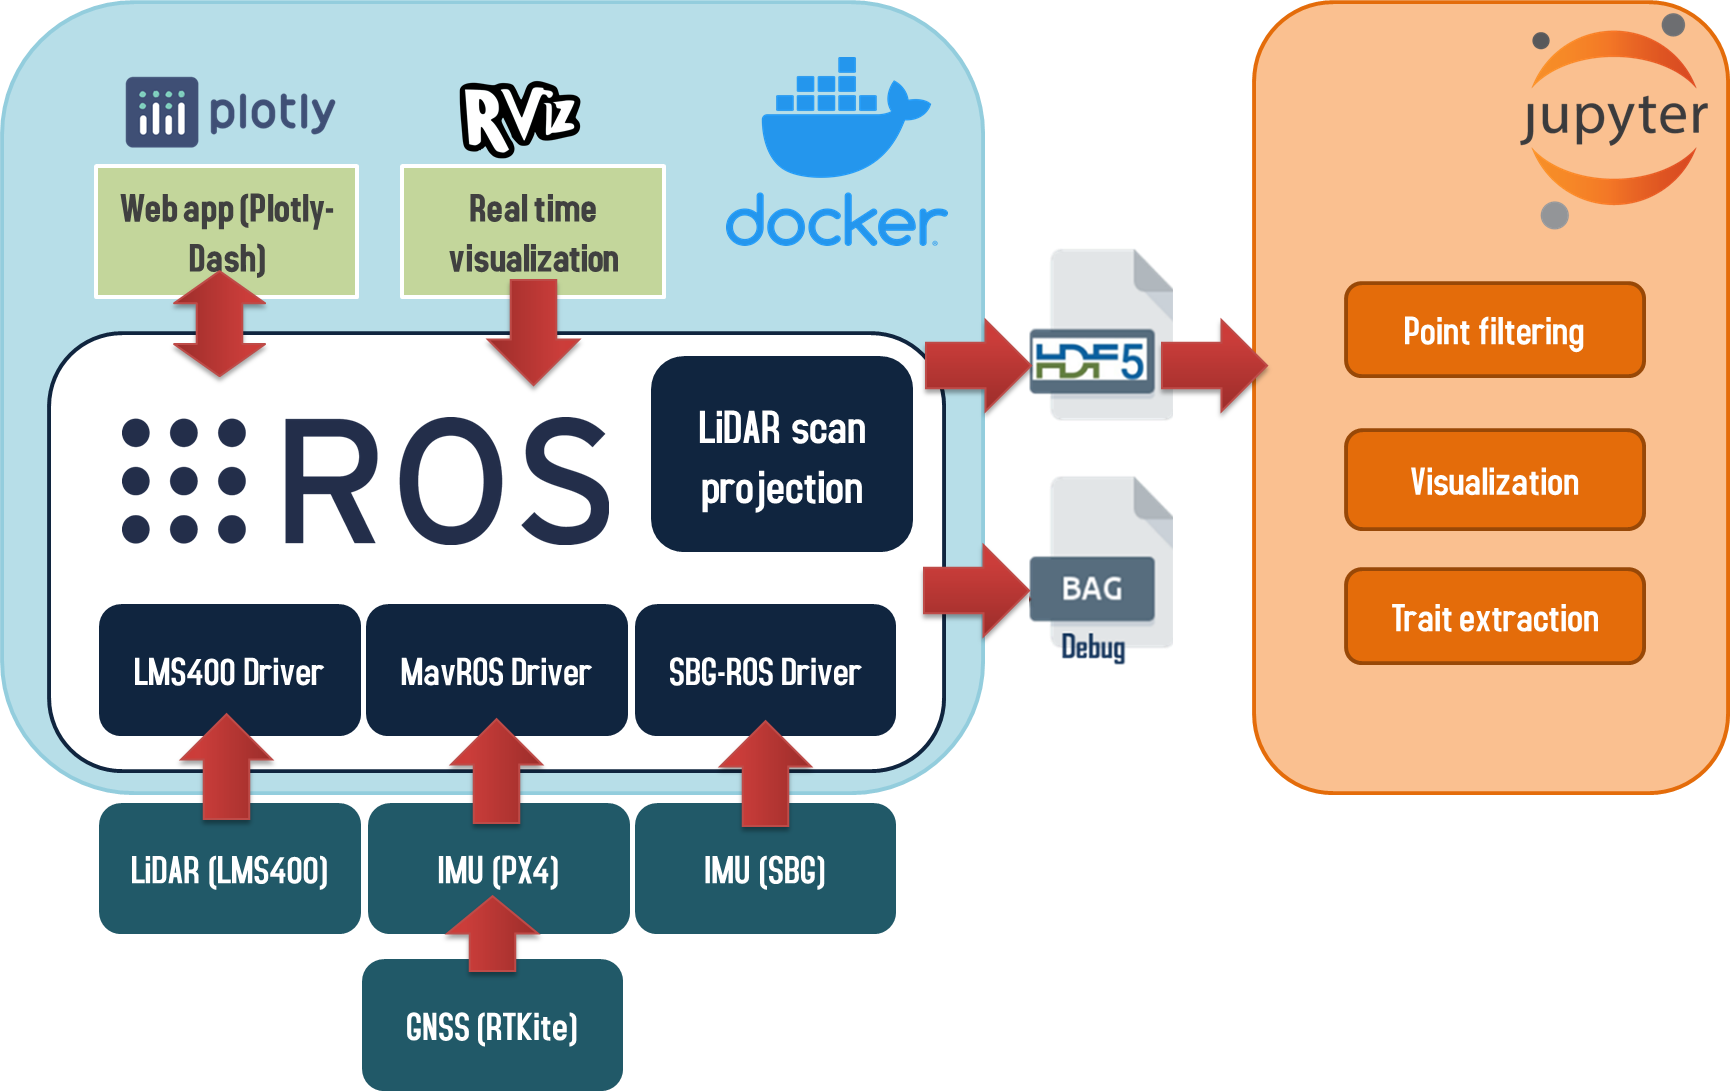 plotly
RViz
docker
Web app (Plotly-
Dash)
Real time
visualization
ROS
LiDAR scan
projection
LMS400 Driver
MavROS Driver
SBG-ROS Driver
LiDAR (LMS400)
IMU (PX4)
IMU (SBG)
GNSS (RTKite)
HDF5
BAG
Debug
jupyter
Point filtering
Visualization
Trait extraction